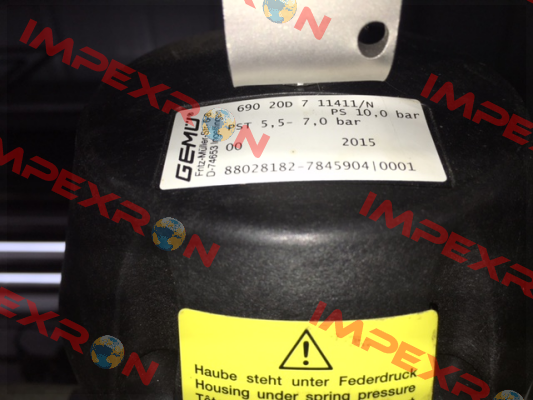 GEMÜ
Fritz-Müller-Str. 6-8
D-74653 Ingelfingen
690 20D 7 11411/N
PS 10,0 bar
PST 5,5- 7,0 bar
00 2015
88028182-7845904|0001
Haube steht unter Federdruck
Housing under spring pressure
IMPEXRON
IMPEXRON
IMPEXRON
IMPEXRON
IMPEXRON